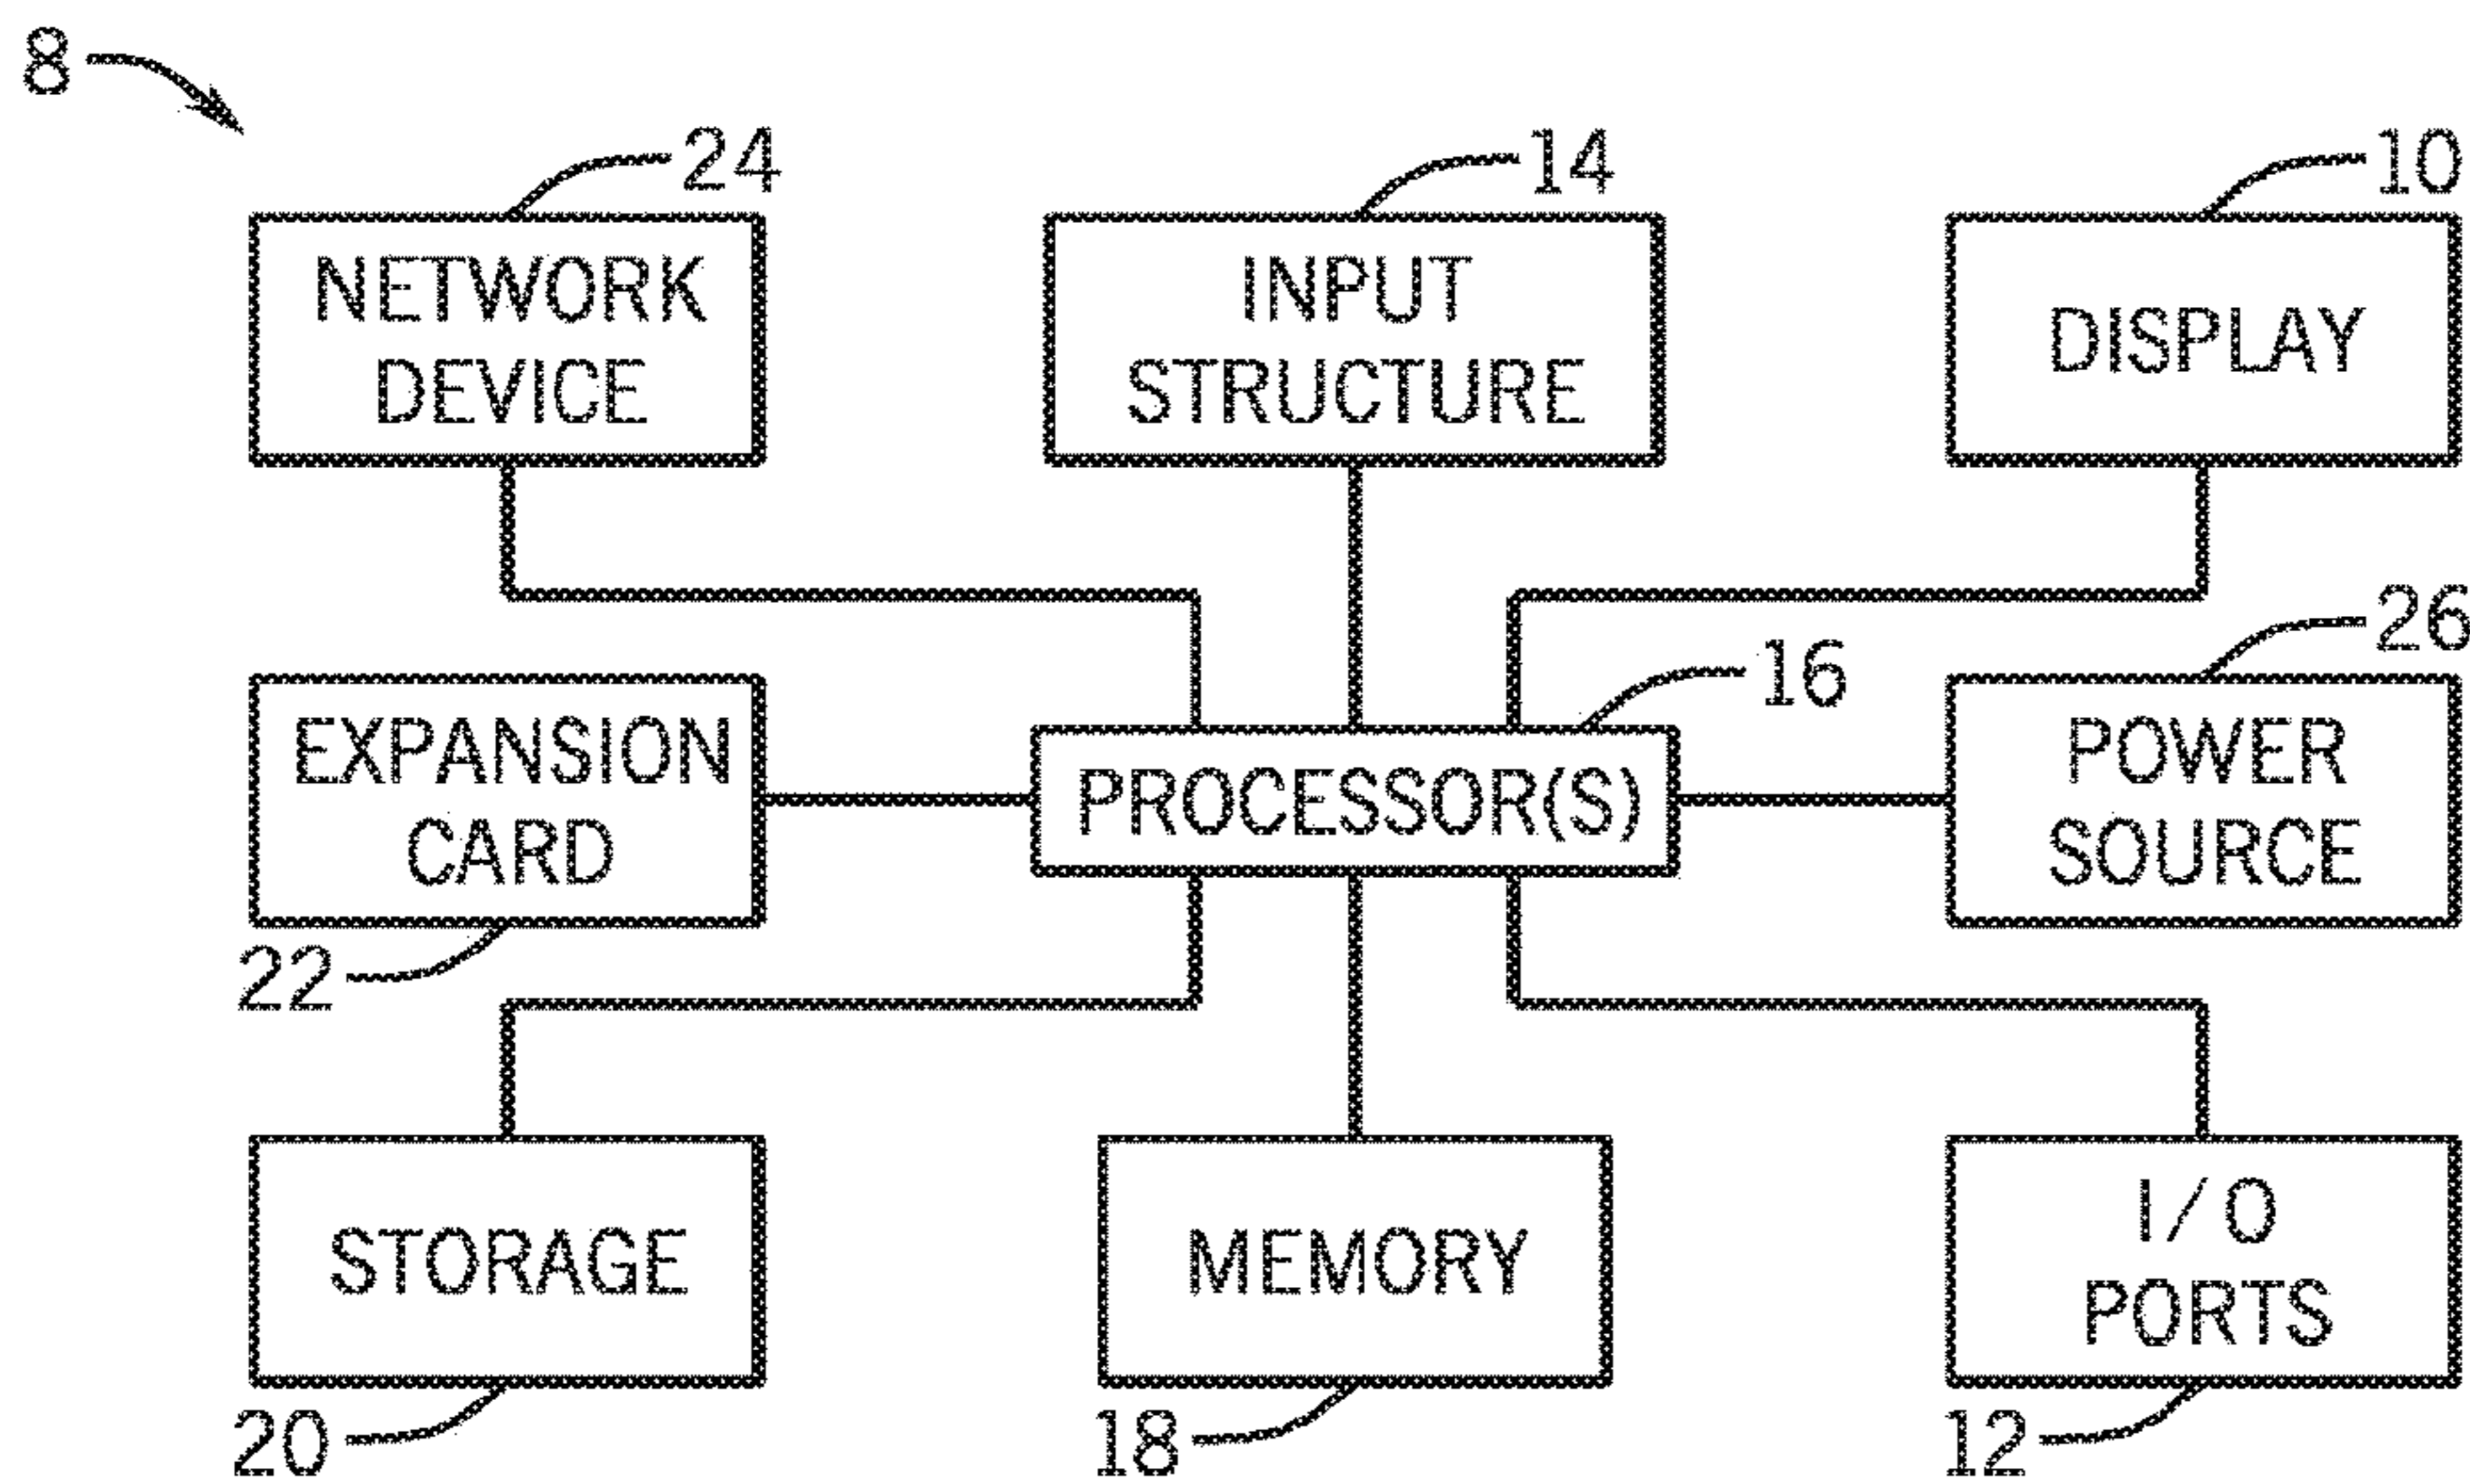 8
24
14
10
NETWORK
DEVICE
INPUT
STRUCTURE
DISPLAY
26
16
EXPANSION
CARD
PROCESSOR(S)
POWER
SOURCE
22
STORAGE
MEMORY
I/O
PORTS
20
18
12